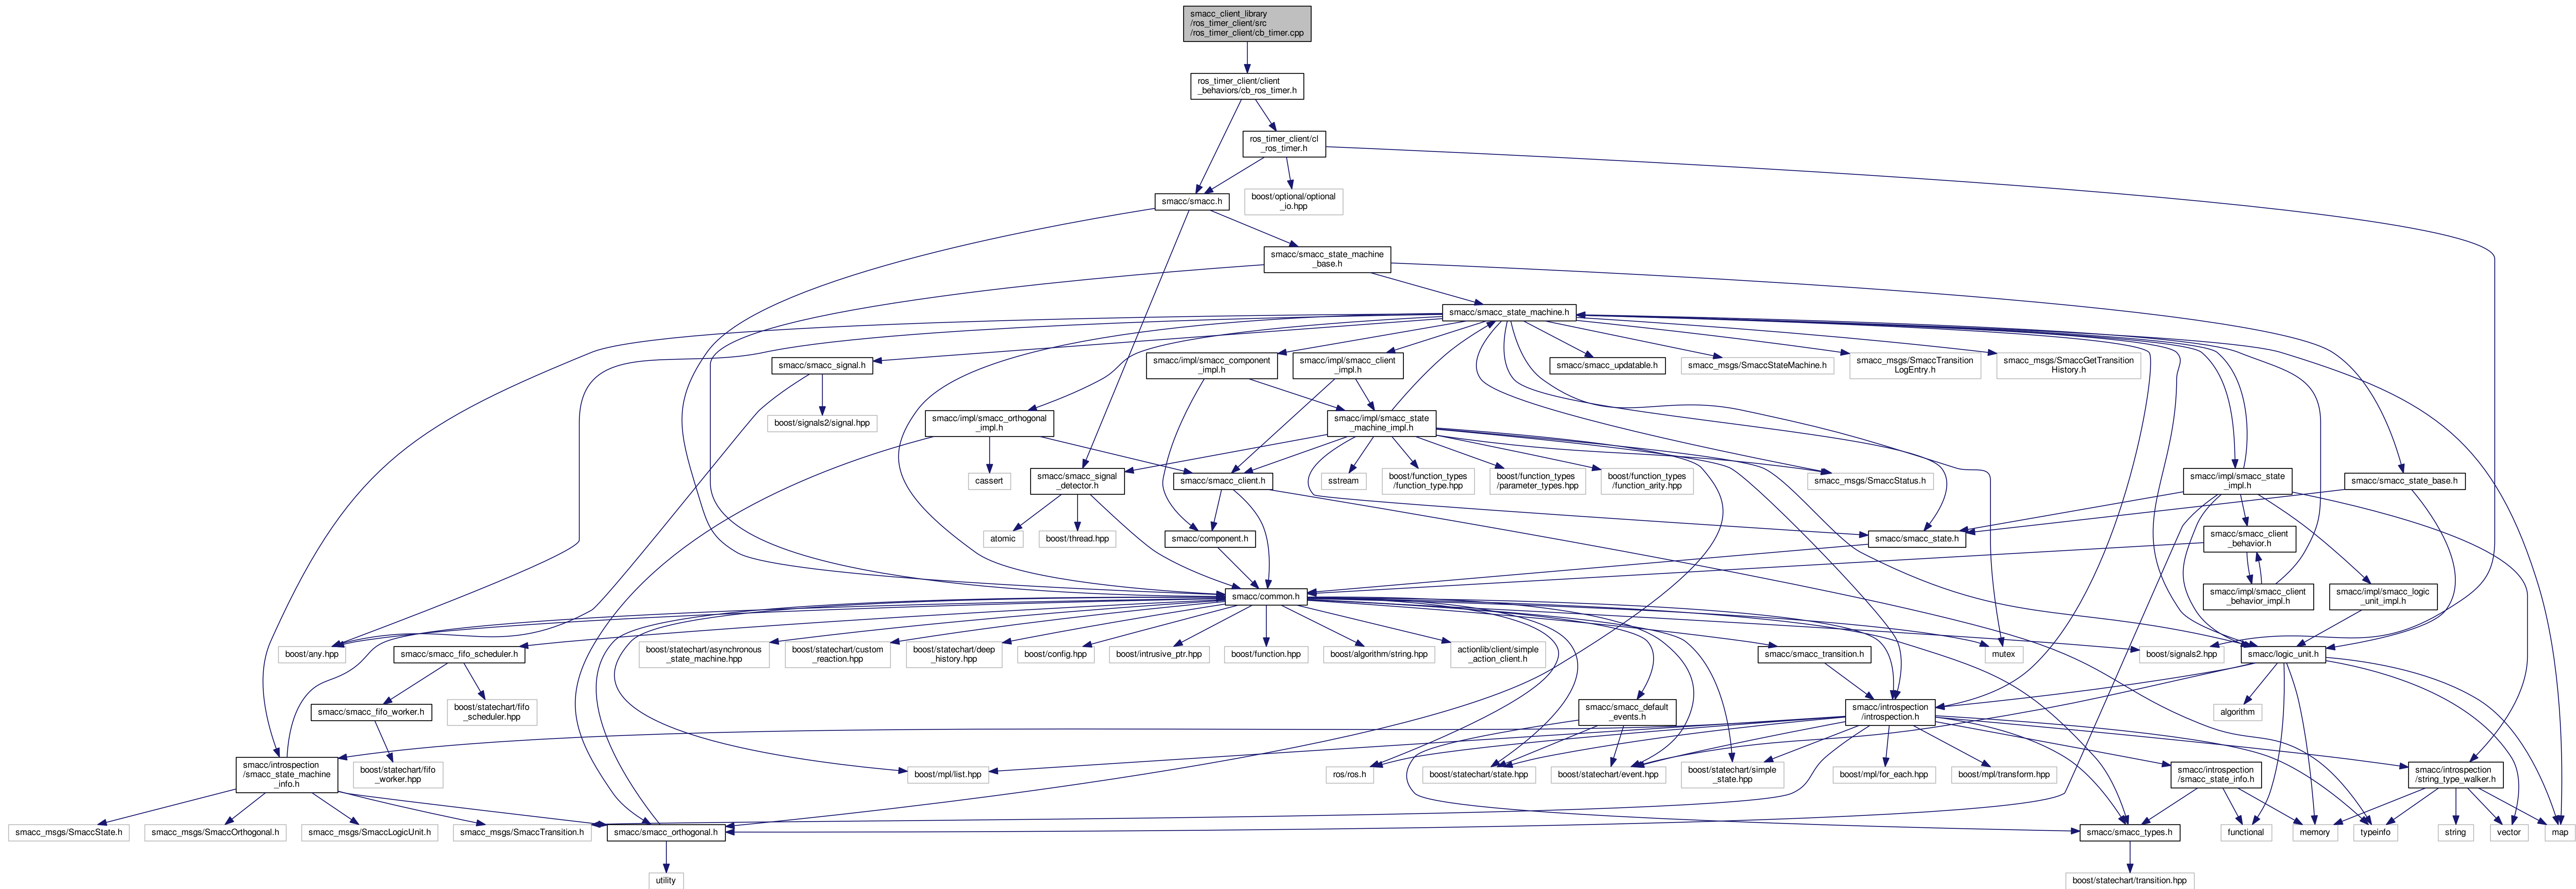 smacc_client_library
/ros_timer_client/src
/ros_timer_client/cb_timer.cpp
ros_timer_client/client
_behaviors/cb_ros_timer.h
ros_timer_client/cl
_ros_timer.h
smacc/smacc.h
boost/optional/optional
_io.hpp
smacc/smacc_state_machine
_base.h
smacc/smacc_state_machine.h
smacc/smacc_signal.h
smacc/impl/smacc_component
_impl.h
smacc/impl/smacc_client
_impl.h
smacc/smacc_updatable.h
smacc_msgs/SmaccStateMachine.h
smacc_msgs/SmaccTransition
LogEntry.h
smacc_msgs/SmaccGetTransition
History.h
boost/signals2/signal.hpp
smacc/impl/smacc_orthogonal
_impl.h
smacc/impl/smacc_state
_machine_impl.h
cassert
smacc/smacc_signal
_detector.h
smacc/smacc_client.h
sstream
boost/function_types
/function_type.hpp
boost/function_types
/parameter_types.hpp
boost/function_types
/function_arity.hpp
smacc_msgs/SmaccStatus.h
smacc/impl/smacc_state
_impl.h
smacc/smacc_state_base.h
atomic
boost/thread.hpp
smacc/component.h
smacc/smacc_state.h
smacc/smacc_client
_behavior.h
smacc/common.h
smacc/impl/smacc_client
_behavior_impl.h
smacc/impl/smacc_logic
_unit_impl.h
boost/any.hpp
smacc/smacc_fifo_scheduler.h
boost/statechart/asynchronous
_state_machine.hpp
boost/statechart/custom
_reaction.hpp
boost/statechart/deep
_history.hpp
boost/config.hpp
boost/intrusive_ptr.hpp
boost/function.hpp
boost/algorithm/string.hpp
actionlib/client/simple
_action_client.h
smacc/smacc_transition.h
mutex
boost/signals2.hpp
smacc/logic_unit.h
smacc/smacc_fifo_worker.h
boost/statechart/fifo
_scheduler.hpp
smacc/smacc_default
_events.h
smacc/introspection
/introspection.h
algorithm
smacc/introspection
/smacc_state_machine
_info.h
boost/statechart/fifo
_worker.hpp
boost/mpl/list.hpp
ros/ros.h
boost/statechart/state.hpp
boost/statechart/event.hpp
boost/statechart/simple
_state.hpp
boost/mpl/for_each.hpp
boost/mpl/transform.hpp
smacc/introspection
/smacc_state_info.h
smacc/introspection
/string_type_walker.h
smacc_msgs/SmaccState.h
smacc_msgs/SmaccOrthogonal.h
smacc_msgs/SmaccLogicUnit.h
smacc_msgs/SmaccTransition.h
smacc/smacc_orthogonal.h
smacc/smacc_types.h
functional
memory
typeinfo
string
vector
map
utility
boost/statechart/transition.hpp